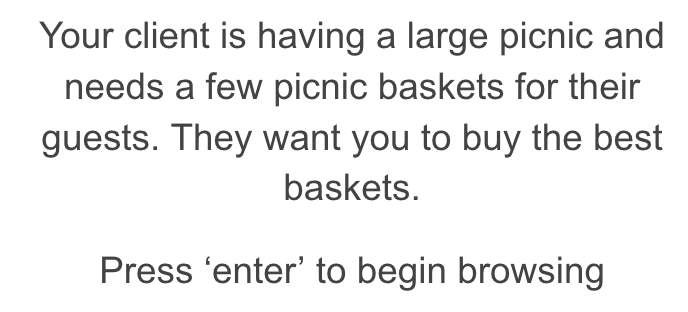 Your client is having a large picnic and
needs a few picnic baskets for their
guests. They want you to buy the best
baskets.
Press ‘enter’ to begin browsing